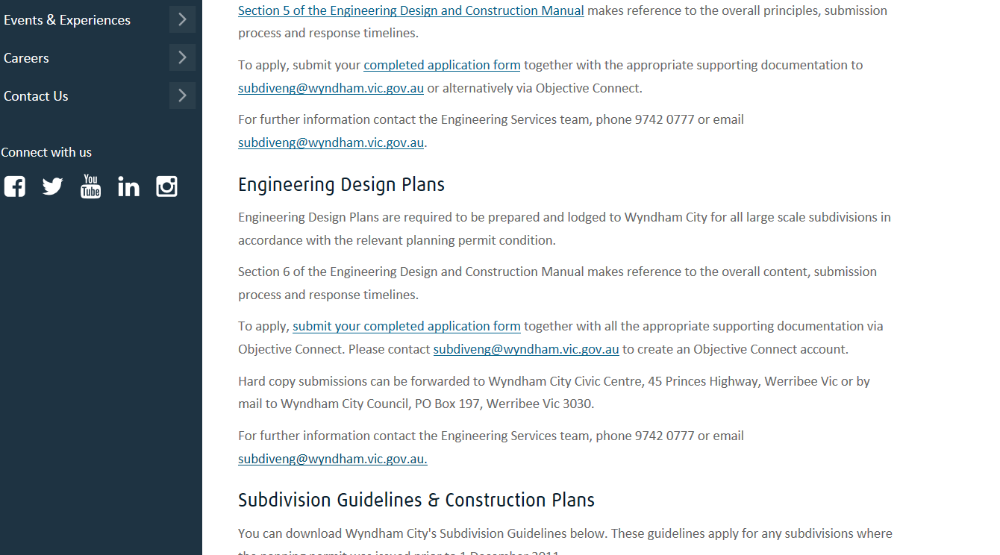 Events & Experiences
Careers
Contact Us
Connect with us
You
Tube
in
Section 5 of the Engineering Design and Construction Manual makes reference to the overall principles, submission
process and response timelines.
To apply, submit your completed application form together with the appropriate supporting documentation to
subdiveng@wyndham.vic.gov.au or alternatively via Objective Connect.
For further information contact the Engineering Services team, phone 9742 0777 or email
subdiveng@wyndham.vic.gov.au.
Engineering Design Plans
Engineering Design Plans are required to be prepared and lodged to Wyndham City for all large scale subdivisions in
accordance with the relevant planning permit condition.
Section 6 of the Engineering Design and Construction Manual makes reference to the overall content, submission
process and response timelines.
To apply, submit your completed application form together with all the appropriate supporting documentation via
Objective Connect. Please contact subdiveng@wyndham.vic.gov.au to create an Objective Connect account.
Hard copy submissions can be forwarded to Wyndham City Civic Centre, 45 Princes Highway, Werribee Vic or by
mail to Wyndham City Council, PO Box 197, Werribee Vic 3030.
For further information contact the Engineering Services team, phone 9742 0777 or email
subdiveng@wyndham.vic.gov.au.
Subdivision Guidelines & Construction Plans
You can download Wyndham City's Subdivision Guidelines below. These guidelines apply for any subdivisions where
the panning permit was issued prior to 1 December 2011